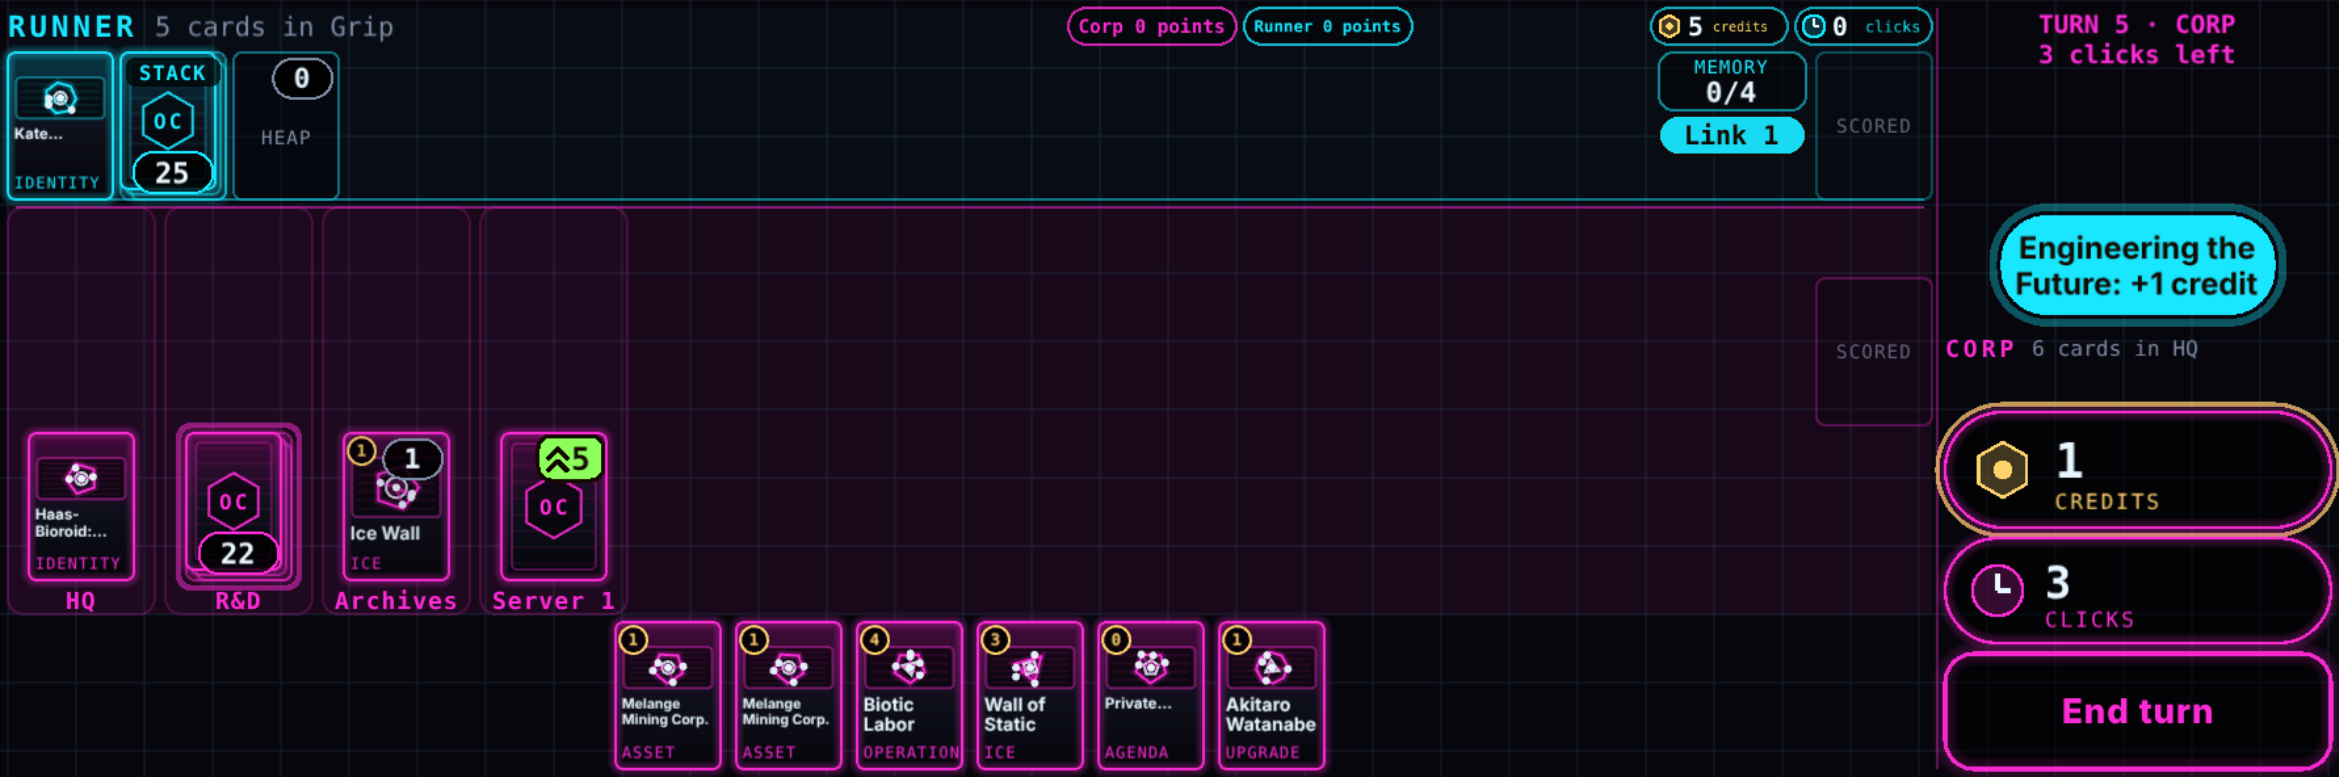 RUNNER 5 cards in Grip
Corp 0 points
Runner 0 points
5 credits
0 clicks
TURN 5 · CORP
3 clicks left
Kate...
IDENTITY
STACK
OC
25
0
HEAP
MEMORY
0/4
Link 1
SCORED
Engineering the
Future: +1 credit
SCORED
CORP 6 cards in HQ
Haas-
Bioroid:...
IDENTITY
HQ
OC
22
R&D
1
1
Ice Wall
ICE
Archives
5
OC
Server 1
1
CREDITS
3
CLICKS
End turn
1
Melange
Mining Corp.
ASSET
1
Melange
Mining Corp.
ASSET
4
Biotic
Labor
OPERATION
3
Wall of
Static
ICE
0
Private...
AGENDA
1
Akitaro
Watanabe
UPGRADE